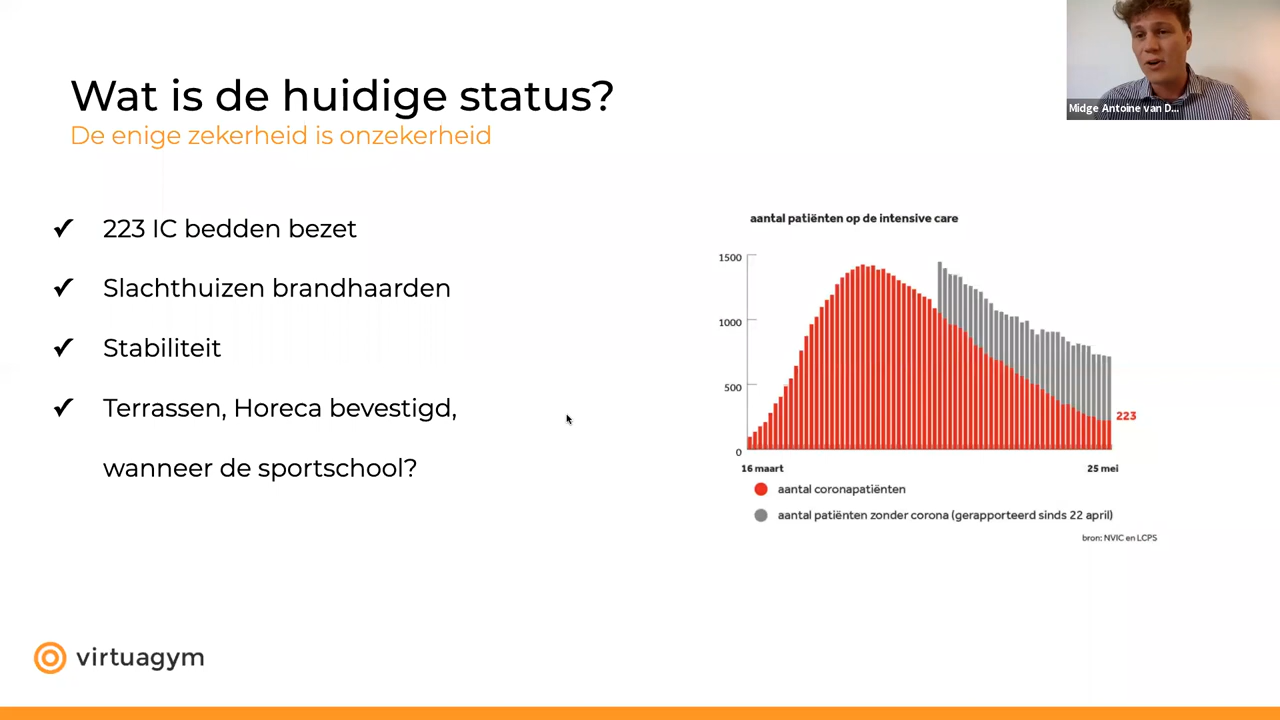 Wat is de huidige status?
De enige zekerheid is onzekerheid
Midge Antoine van D...
✔ 223 IC bedden bezet
✔ Slachthuizen brandhaarden
✔ Stabiliteit
✔ Terrassen, Horeca bevestigd,
wanneer de sportschool?
aantal patiënten op de intensive care
1500
1000
500
0
223
16 maart 25 mei
aantal coronapatiënten
aantal patiënten zonder corona (gerapporteerd sinds 22 april)
bron: NVIC en LCPS
virtuagym